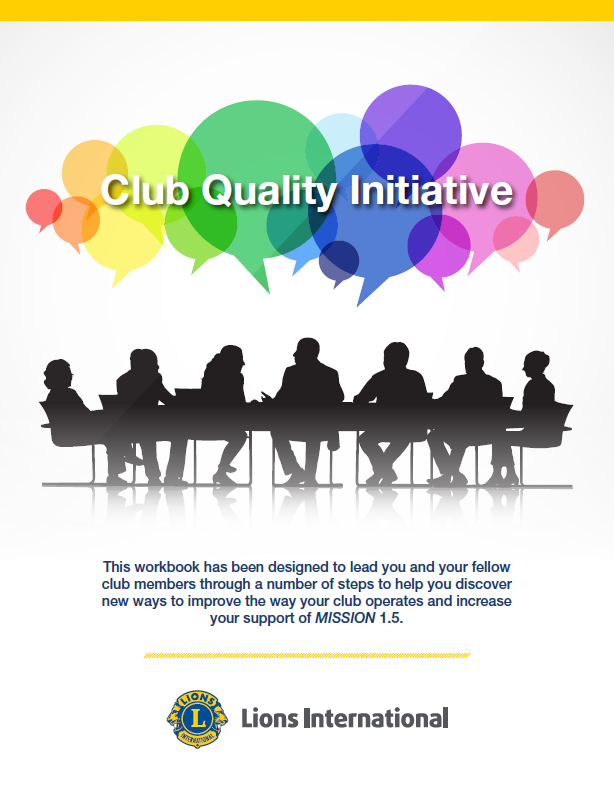 Club Quality Initiative
This workbook has been designed to lead you and your fellow
club members through a number of steps to help you discover
new ways to improve the way your club operates and increase
your support of MISSION 1.5.
LIONS
L
INTERNATIONAL
Lions International